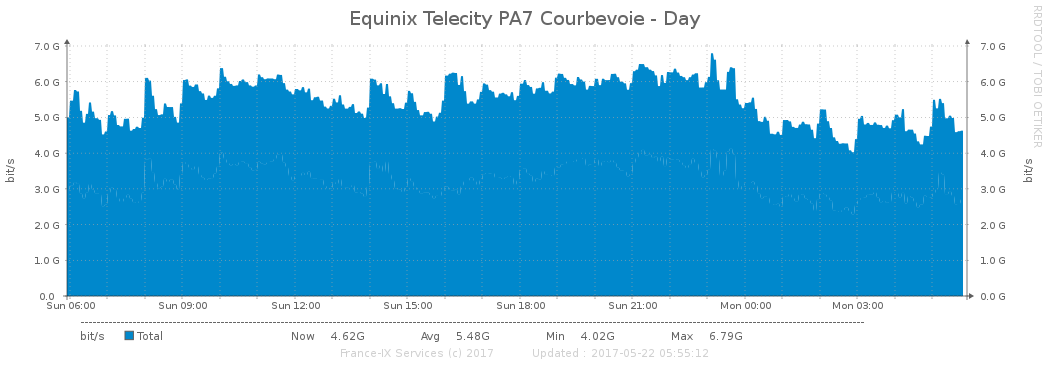 Equinix Telecity PA7 Courbevoie - Day
RRDTOOL / TOBI OETIKER
7.0 G 7.0 G
6.0 G 6.0 G
5.0 G 5.0 G
4.0 G 4.0 G
3.0 G 3.0 G
2.0 G 2.0 G
1.0 G 1.0 G
0.0 0.0 G
bit/s
bit/s
Sun 06:00 Sun 09:00 Sun 12:00 Sun 15:00 Sun 18:00 Sun 21:00 Mon 00:00 Mon 03:00
bit/s Total Now 4.62G Avg 5.48G Min 4.02G Max 6.79G
France-IX Services (c) 2017 Updated : 2017-05-22 05:55:12